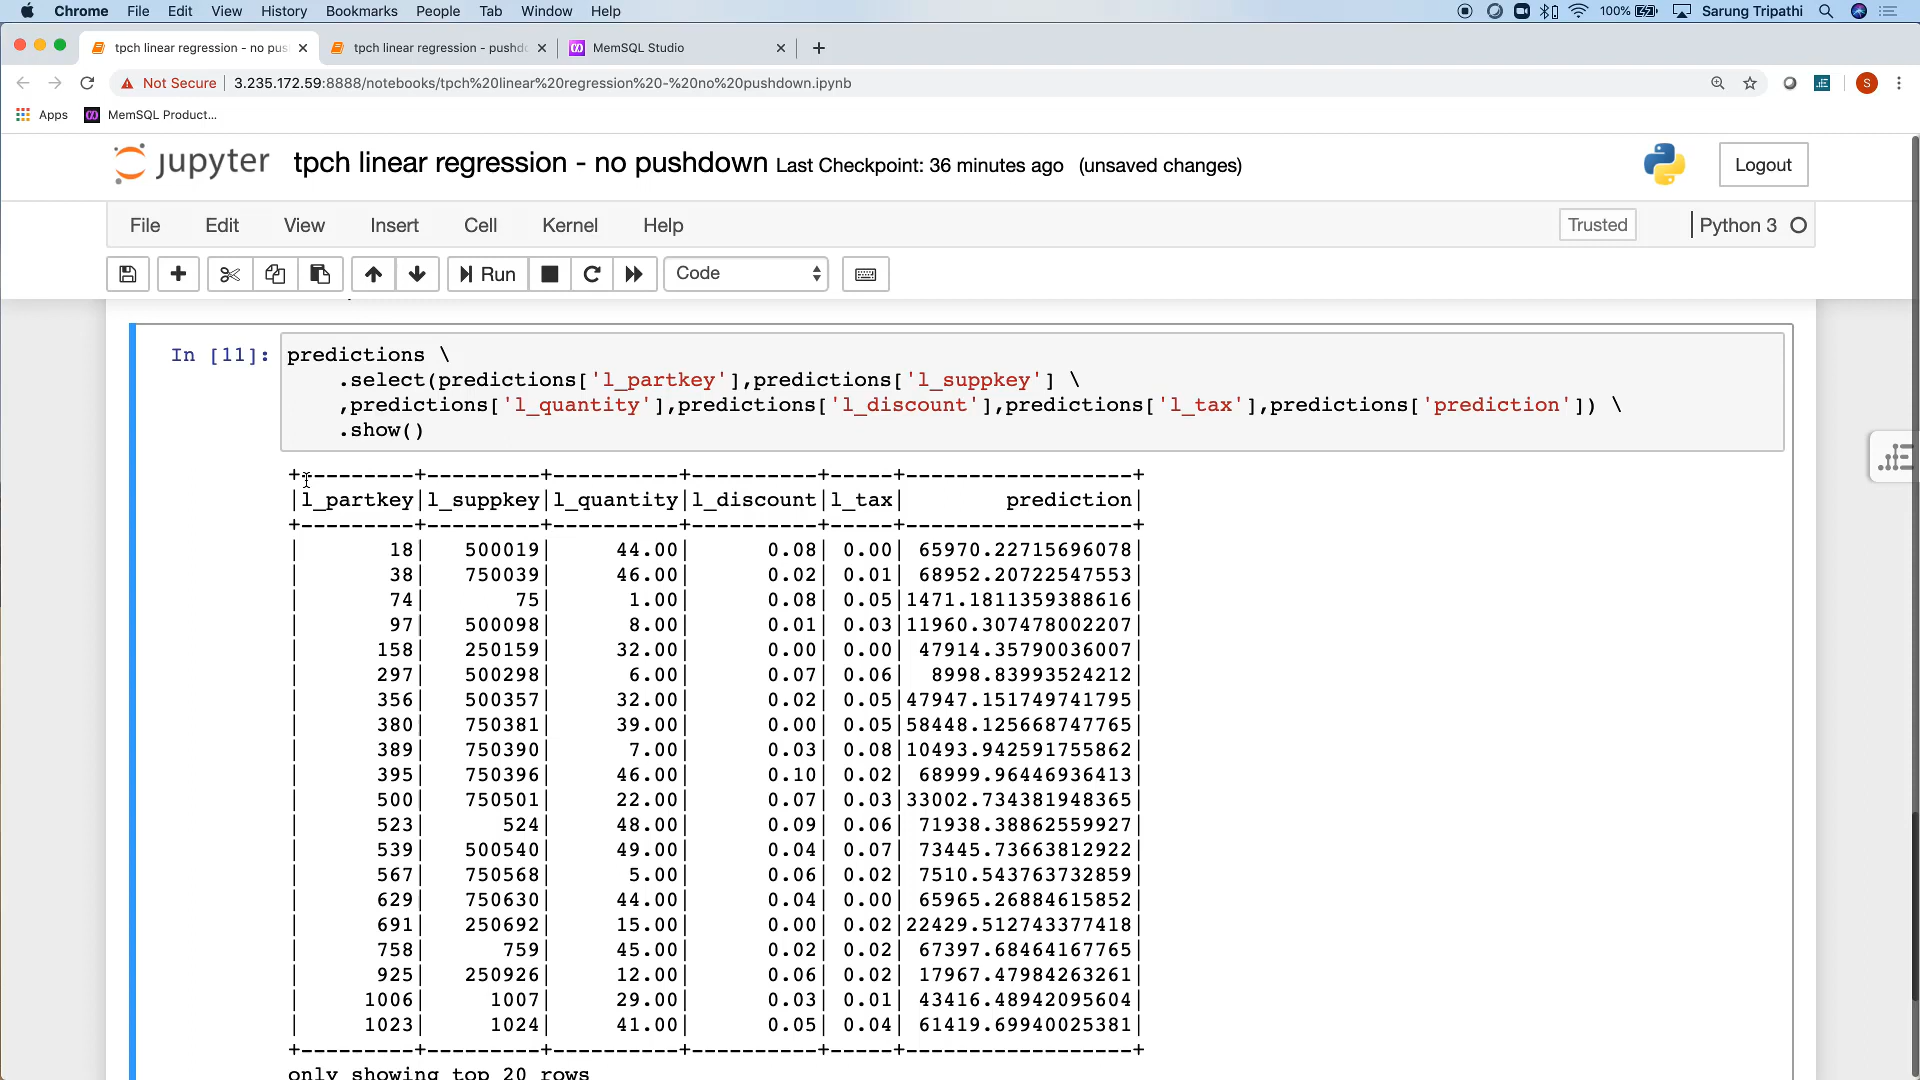 Chrome File Edit View History Bookmarks People Tab Window Help 100% Sarung Tripathi
tpch linear regression - no pus tpch linear regression - pushd MemSQL Studio
Not Secure 3.235.172.59:8888/notebooks/tpch%20linear%20regression%20-%20no%20pushdown.ipynb S
Apps MemSQL Product...
jupyter tpch linear regression - no pushdown Last Checkpoint: 36 minutes ago (unsaved changes) Logout
File Edit View Insert Cell Kernel Help Trusted Python 3
Run Code
In [11]: predictions \
.select(predictions['l_partkey'],predictions['l_suppkey'] \
,predictions['l_quantity'],predictions['l_discount'],predictions['l_tax'],predictions['prediction']) \
.show()
+---------+---------+----------+----------+-----+------------------+
|l_partkey|l_suppkey|l_quantity|l_discount|l_tax|        prediction|
+---------+---------+----------+----------+-----+------------------+
|       18|   500019|     44.00|      0.08| 0.00| 65970.22715696078|
|       38|   750039|     46.00|      0.02| 0.01| 68952.20722547553|
|       74|       75|      1.00|      0.08| 0.05|1471.1811359388616|
|       97|   500098|      8.00|      0.01| 0.03|11960.307478002207|
|      158|   250159|     32.00|      0.00| 0.00| 47914.35790036007|
|      297|   500298|      6.00|      0.07| 0.06|  8998.83993524212|
|      356|   500357|     32.00|      0.02| 0.05|47947.151749741795|
|      380|   750381|     39.00|      0.00| 0.05|58448.125668747765|
|      389|   750390|      7.00|      0.03| 0.08|10493.942591755862|
|      395|   750396|     46.00|      0.10| 0.02| 68999.96446936413|
|      500|   750501|     22.00|      0.07| 0.03|33002.734381948365|
|      523|      524|     48.00|      0.09| 0.06| 71938.38862559927|
|      539|   500540|     49.00|      0.04| 0.07| 73445.73663812922|
|      567|   750568|      5.00|      0.06| 0.02| 7510.543763732859|
|      629|   750630|     44.00|      0.04| 0.00| 65965.26884615852|
|      691|   250692|     15.00|      0.00| 0.02|22429.512743377418|
|      758|      759|     45.00|      0.02| 0.02| 67397.68464167765|
|      925|   250926|     12.00|      0.06| 0.02| 17967.47984263261|
|     1006|     1007|     29.00|      0.03| 0.01| 43416.48942095604|
|     1023|     1024|     41.00|      0.05| 0.04| 61419.69940025381|
+---------+---------+----------+----------+-----+------------------+
only showing top 20 rows